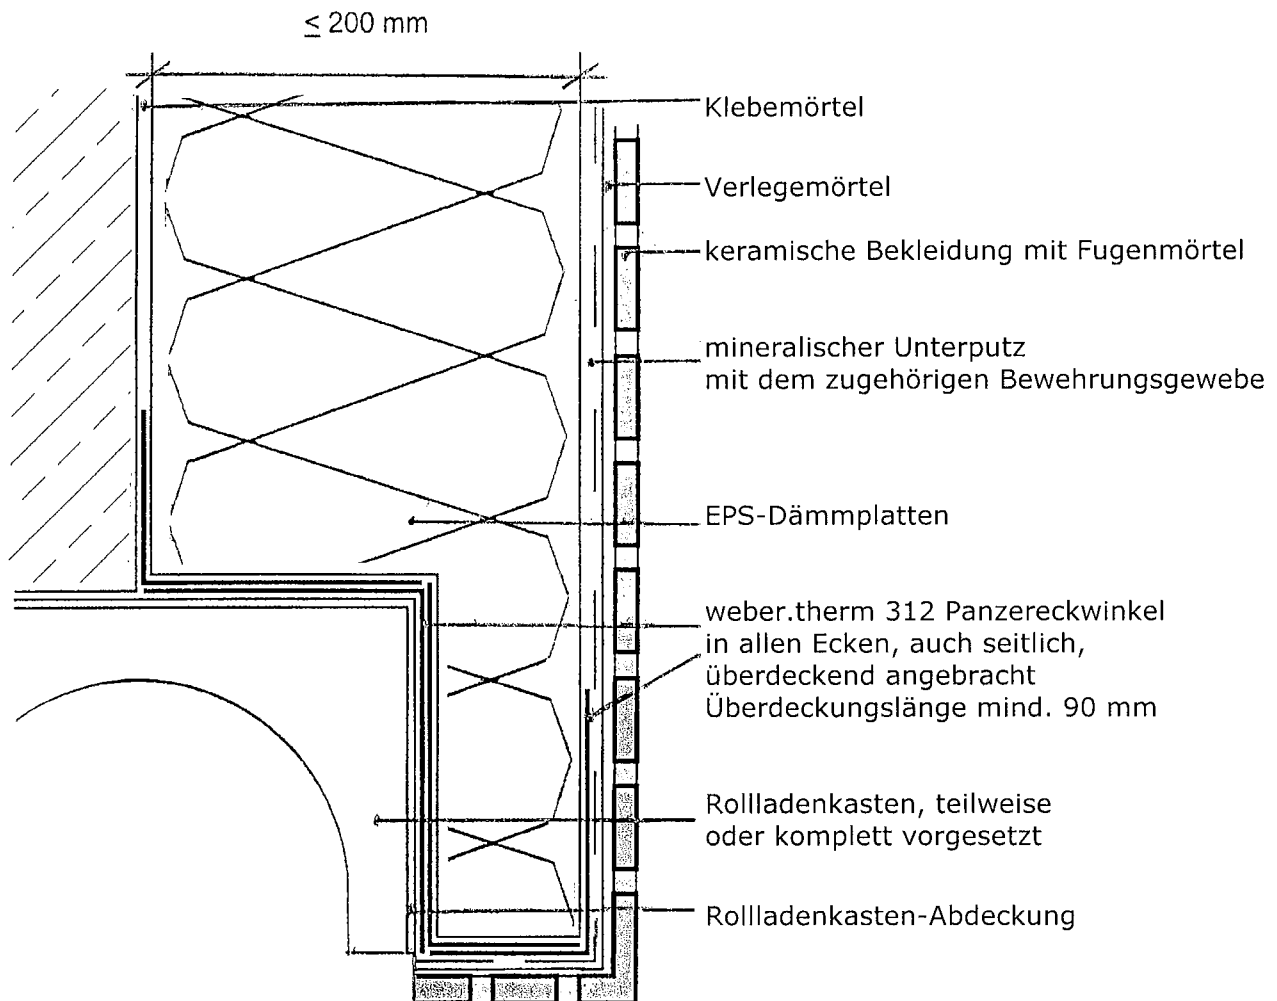 ≤ 200 mm
Klebemörtel
Verlegemörtel
keramische Bekleidung mit Fugenmörtel
mineralischer Unterputz
mit dem zugehörigen Bewehrungsgewebe
EPS-Dämmplatten
weber.therm 312 Panzereckwinkel
in allen Ecken, auch seitlich,
überdeckend angebracht
Überdeckungslänge mind. 90 mm
Rollladenkasten, teilweise
oder komplett vorgesetzt
Rollladenkasten-Abdeckung